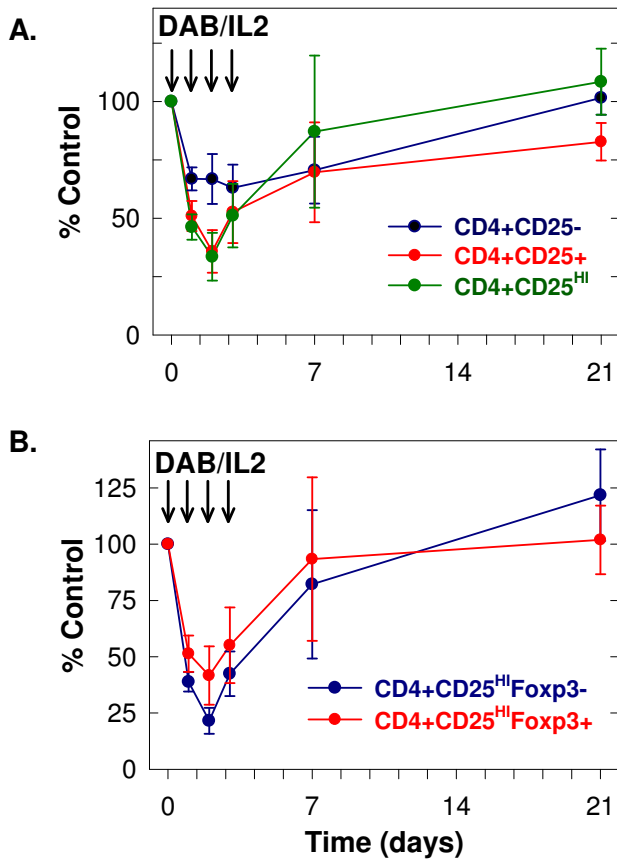 A.
DAB/IL2
% Control
100
50
0
CD4+CD25-
CD4+CD25+
CD4+CD25HI
0 7 14 21
B.
DAB/IL2
% Control
125
100
75
50
25
0
CD4+CD25HIFoxp3-
CD4+CD25HIFoxp3+
0 7 14 21
Time (days)